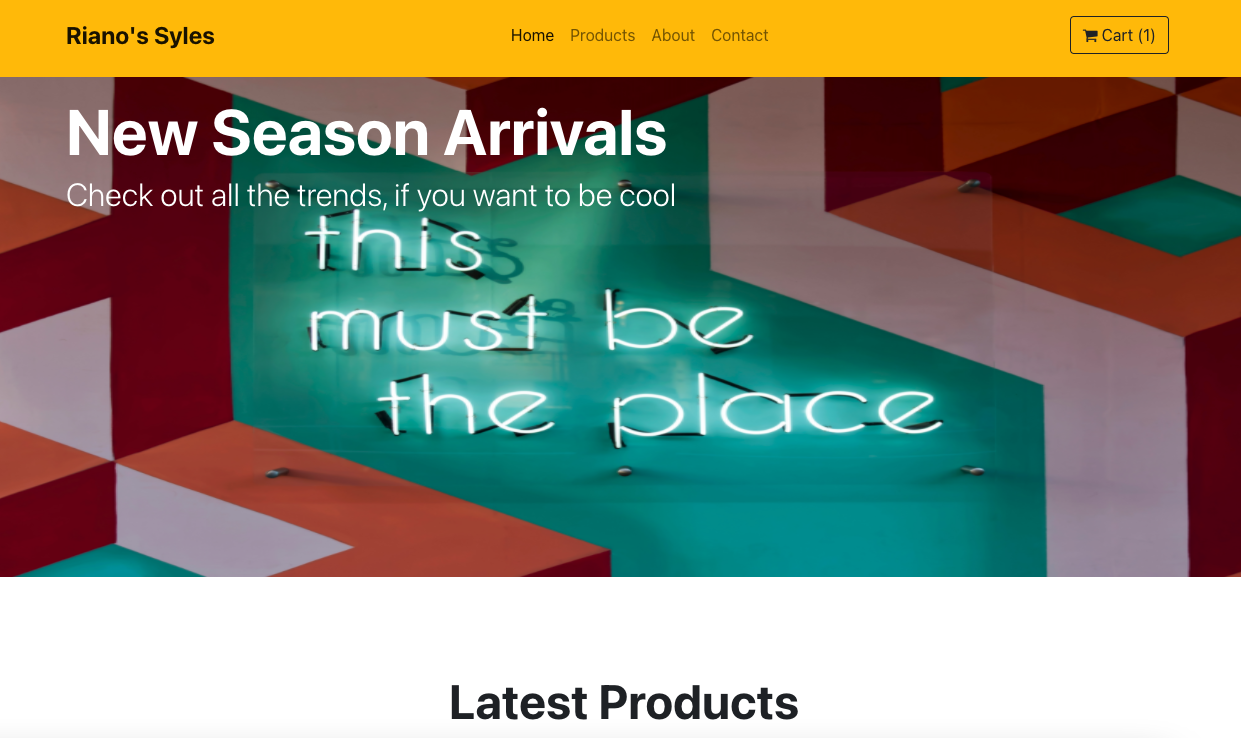 Riano's Syles
Home Products About Contact
Cart (1)
New Season Arrivals
Check out all the trends, if you want to be cool
this
must be
the place
Latest Products